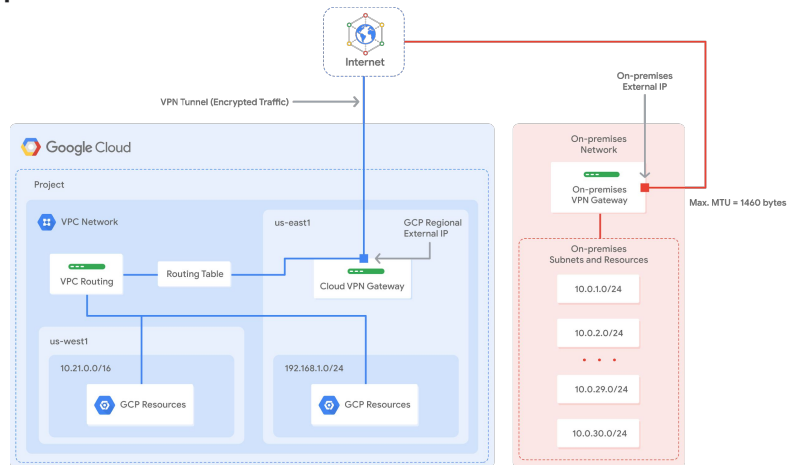 Internet
On-premises
External IP
VPN Tunnel (Encrypted Traffic)
Google Cloud
On-premises
Network
Project
On-premises
VPN Gateway
Max. MTU = 1460 bytes
VPC Network
us-east1
GCP Regional
External IP
On-premises
Subnets and Resources
VPC Routing
Routing Table
Cloud VPN Gateway
10.0.1.0/24
10.0.2.0/24
us-west1
10.21.0.0/16
192.168.1.0/24
• • •
10.0.29.0/24
GCP Resources
GCP Resources
10.0.30.0/24